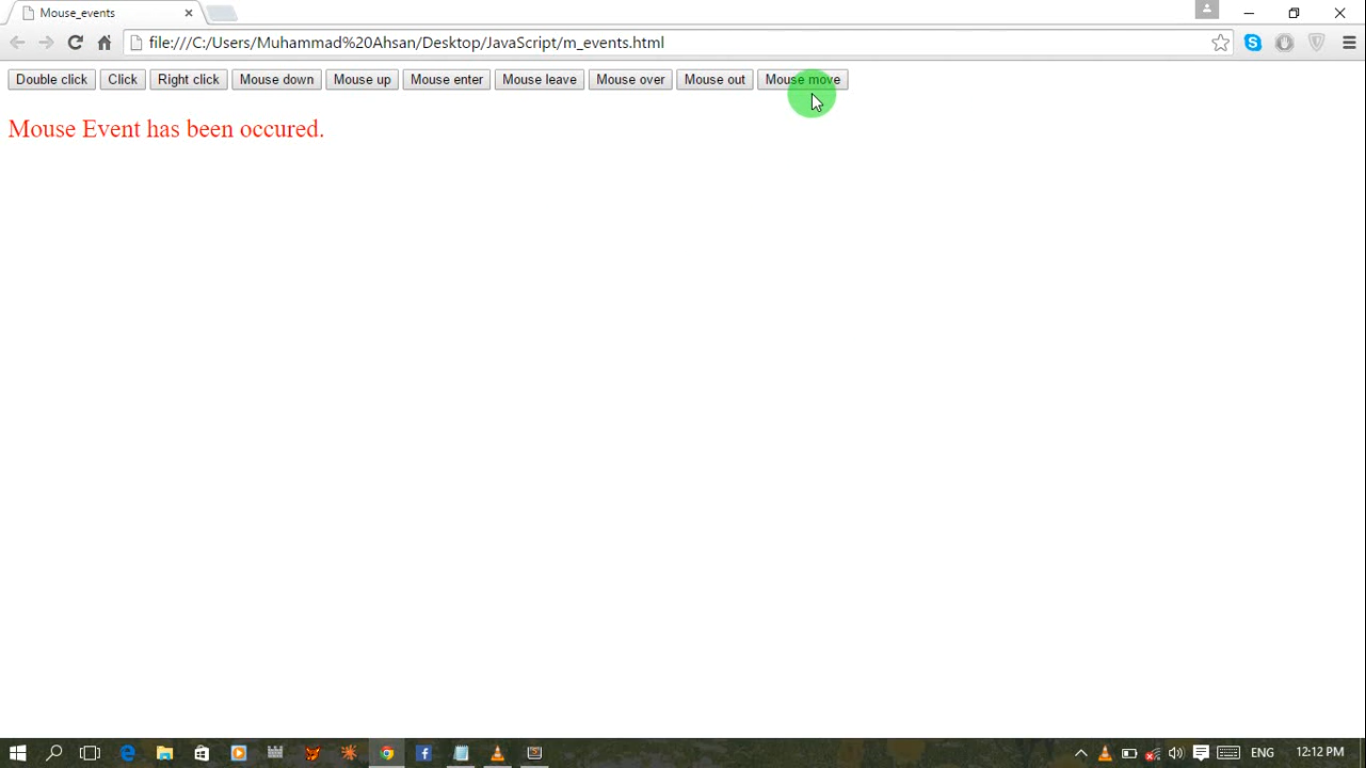 Mouse_events
file:///C:/Users/Muhammad%20Ahsan/Desktop/JavaScript/m_events.html
Double click Click Right click Mouse down Mouse up Mouse enter Mouse leave Mouse over Mouse out Mouse move
Mouse Event has been occured.
ENG 12:12 PM